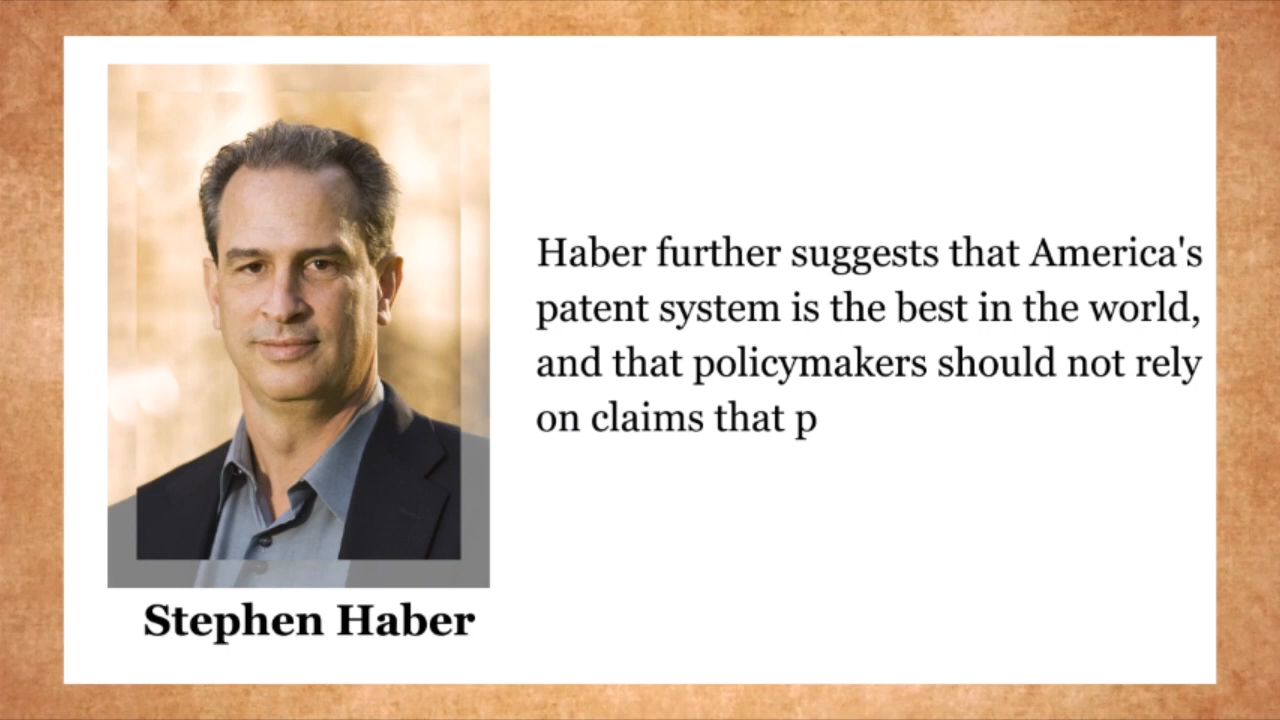 Haber further suggests that America's
patent system is the best in the world,
and that policymakers should not rely
on claims that p
Stephen Haber